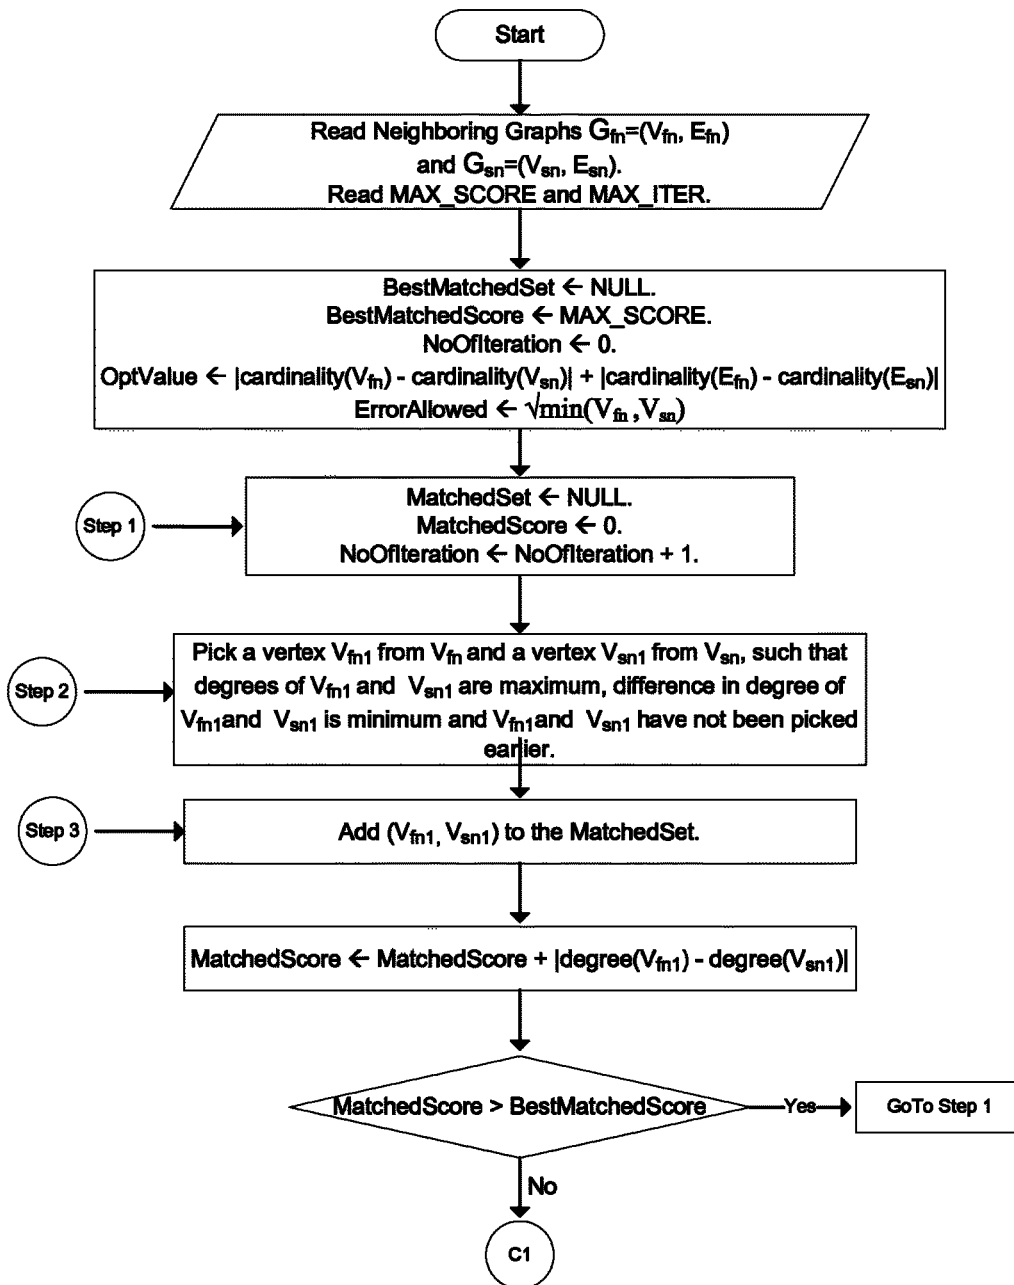 Start
Read Neighboring Graphs Gfn=(Vfn, Efn)
and Gsn=(Vsn, Esn).
Read MAX_SCORE and MAX_ITER.
BestMatchedSet ← NULL.
BestMatchedScore ← MAX_SCORE.
NoOfIteration ← 0.
OptValue ← |cardinality(Vfn) - cardinality(Vsn)| + |cardinality(Efn) - cardinality(Esn)|
ErrorAllowed ← √min(Vfn ,Vsn)
Step 1
MatchedSet ← NULL.
MatchedScore ← 0.
NoOfIteration ← NoOfIteration + 1.
Step 2
Pick a vertex Vfn1 from Vfn and a vertex Vsn1 from Vsn, such that
degrees of Vfn1 and Vsn1 are maximum, difference in degree of
Vfn1and Vsn1 is minimum and Vfn1and Vsn1 have not been picked
earlier.
Step 3
Add (Vfn1, Vsn1) to the MatchedSet.
MatchedScore ← MatchedScore + |degree(Vfn1) - degree(Vsn1)|
MatchedScore > BestMatchedScore
Yes
GoTo Step 1
No
C1